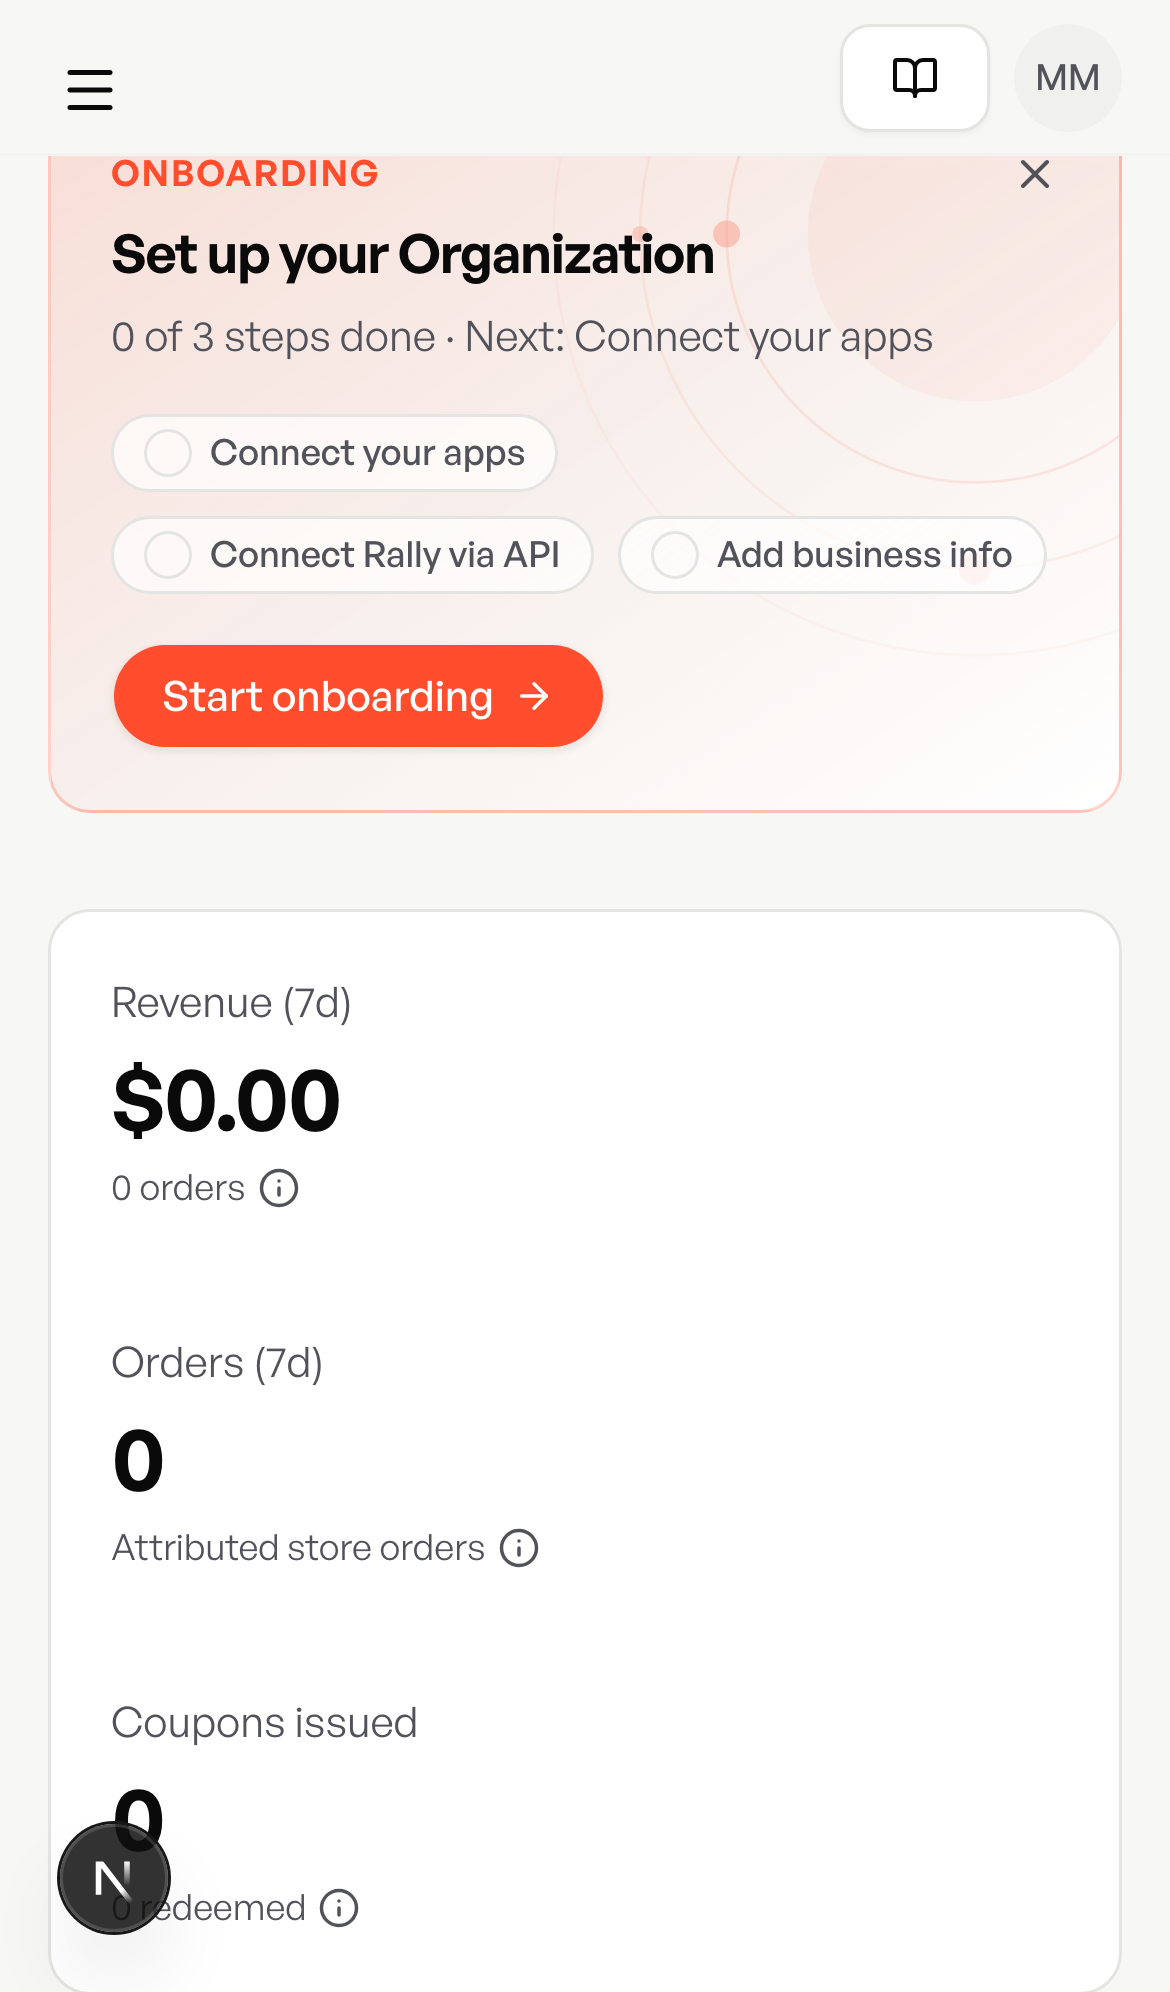 MM
ONBOARDING
Set up your Organization
0 of 3 steps done · Next: Connect your apps
Connect your apps
Connect Rally via API
Add business info
Start onboarding
Revenue (7d)
$0.00
0 orders
Orders (7d)
0
Attributed store orders
Coupons issued
0
N
0 redeemed